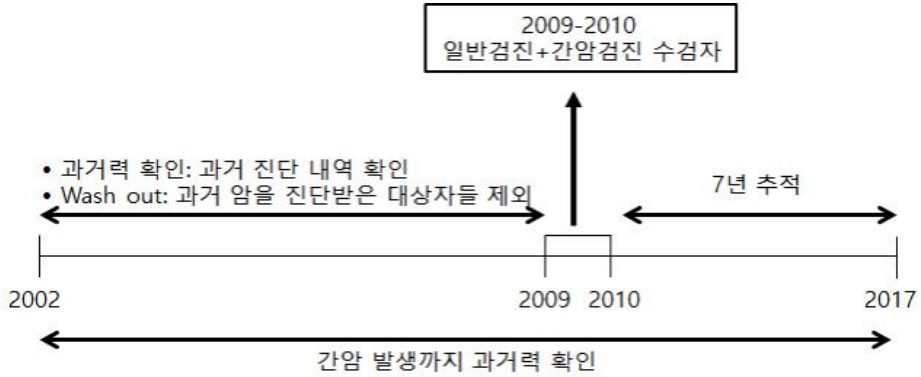 2009-2010
일반검진+간암검진 수검자
• 과거력 확인: 과거 진단 내역 확인
• Wash out: 과거 암을 진단받은 대상자들 제외
7년 추적
2002
2009
2010
2017
간암 발생까지 과거력 확인